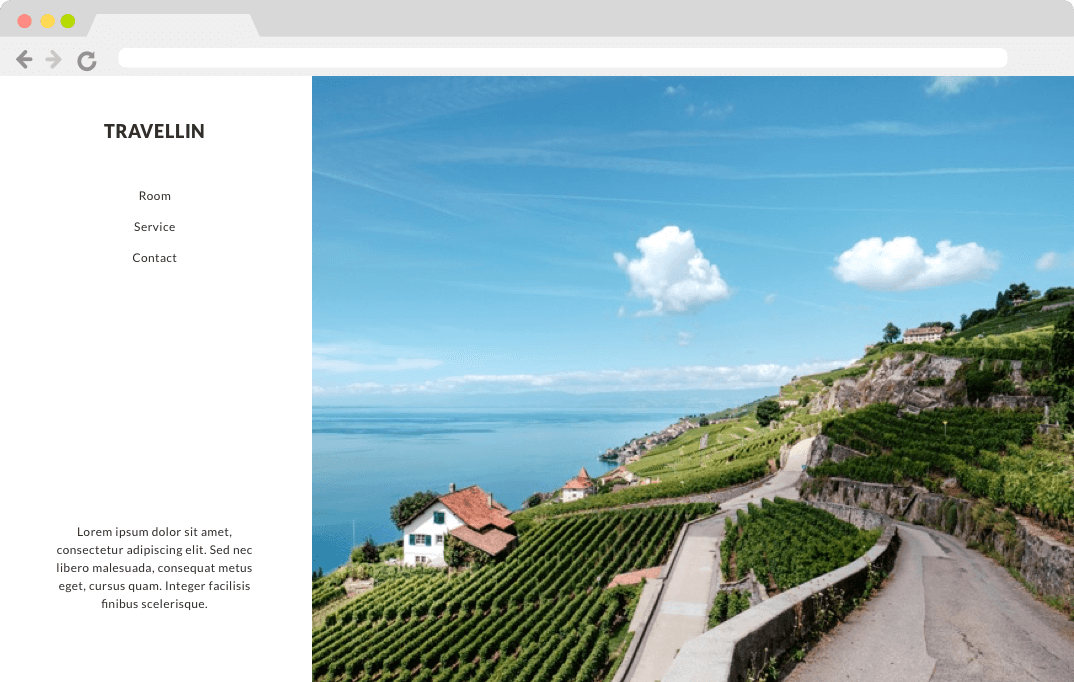 TRAVELLIN
Room
Service
Contact
Lorem ipsum dolor sit amet,
consectetur adipiscing elit. Sed nec
libero malesuada, consequat metus
eget, cursus quam. Integer facilisis
finibus scelerisque.